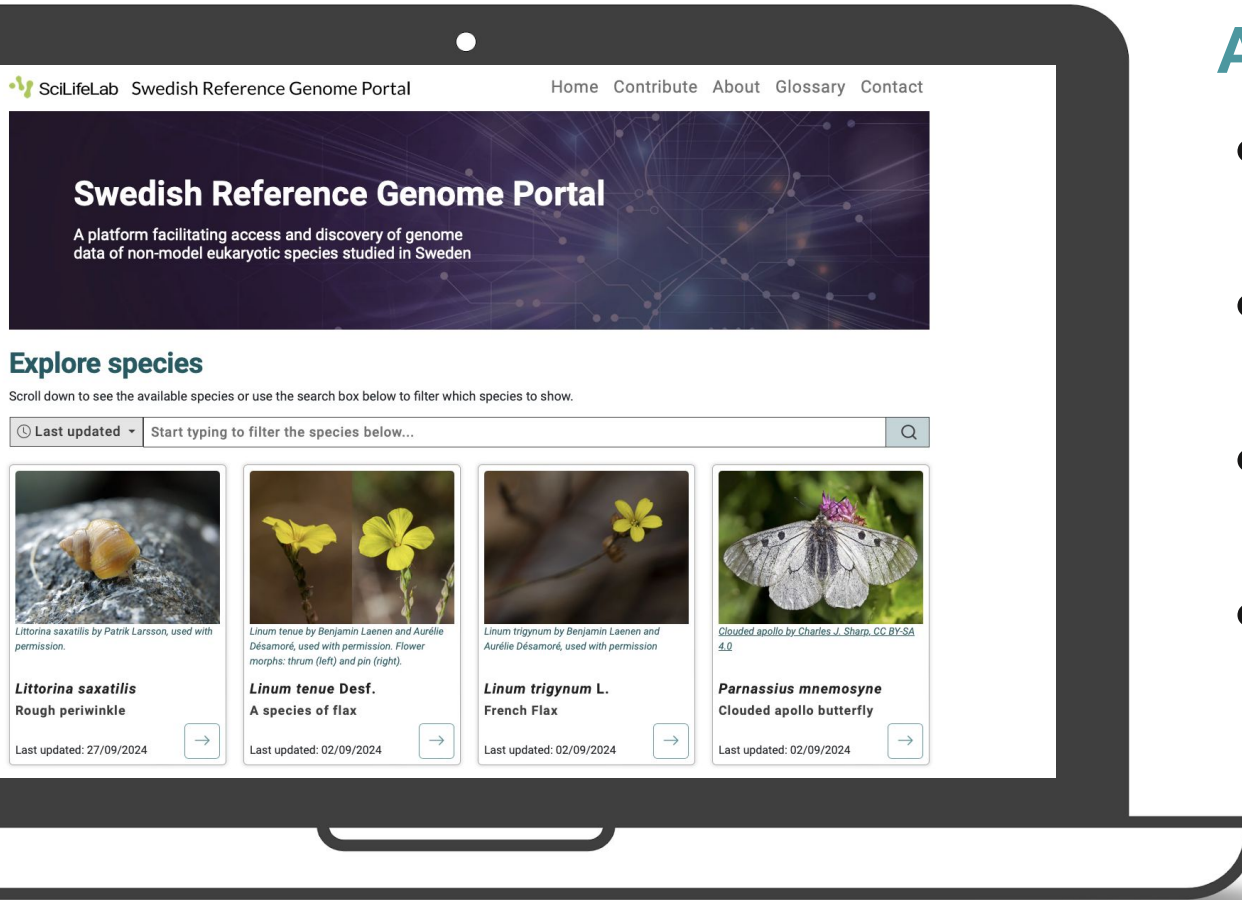 SciLifeLab Swedish Reference Genome Portal
Home Contribute About Glossary Contact
Swedish Reference Genome Portal
A platform facilitating access and discovery of genome
data of non-model eukaryotic species studied in Sweden
Explore species
Scroll down to see the available species or use the search box below to filter which species to show.
Last updated
Start typing to filter the species below...
Littorina saxatilis by Patrik Larsson, used with
permission.
Littorina saxatilis
Rough periwinkle
Last updated: 27/09/2024
Linum tenue by Benjamin Laenen and Aurélie
Désamoré, used with permission. Flower
morphs: thrum (left) and pin (right).
Linum tenue Desf.
A species of flax
Last updated: 02/09/2024
Linum trigynum by Benjamin Laenen and
Aurélie Désamoré, used with permission
Linum trigynum L.
French Flax
Last updated: 02/09/2024
Clouded apollo by Charles J. Sharp, CC BY-SA
4.0
Parnassius mnemosyne
Clouded apollo butterfly
Last updated: 02/09/2024